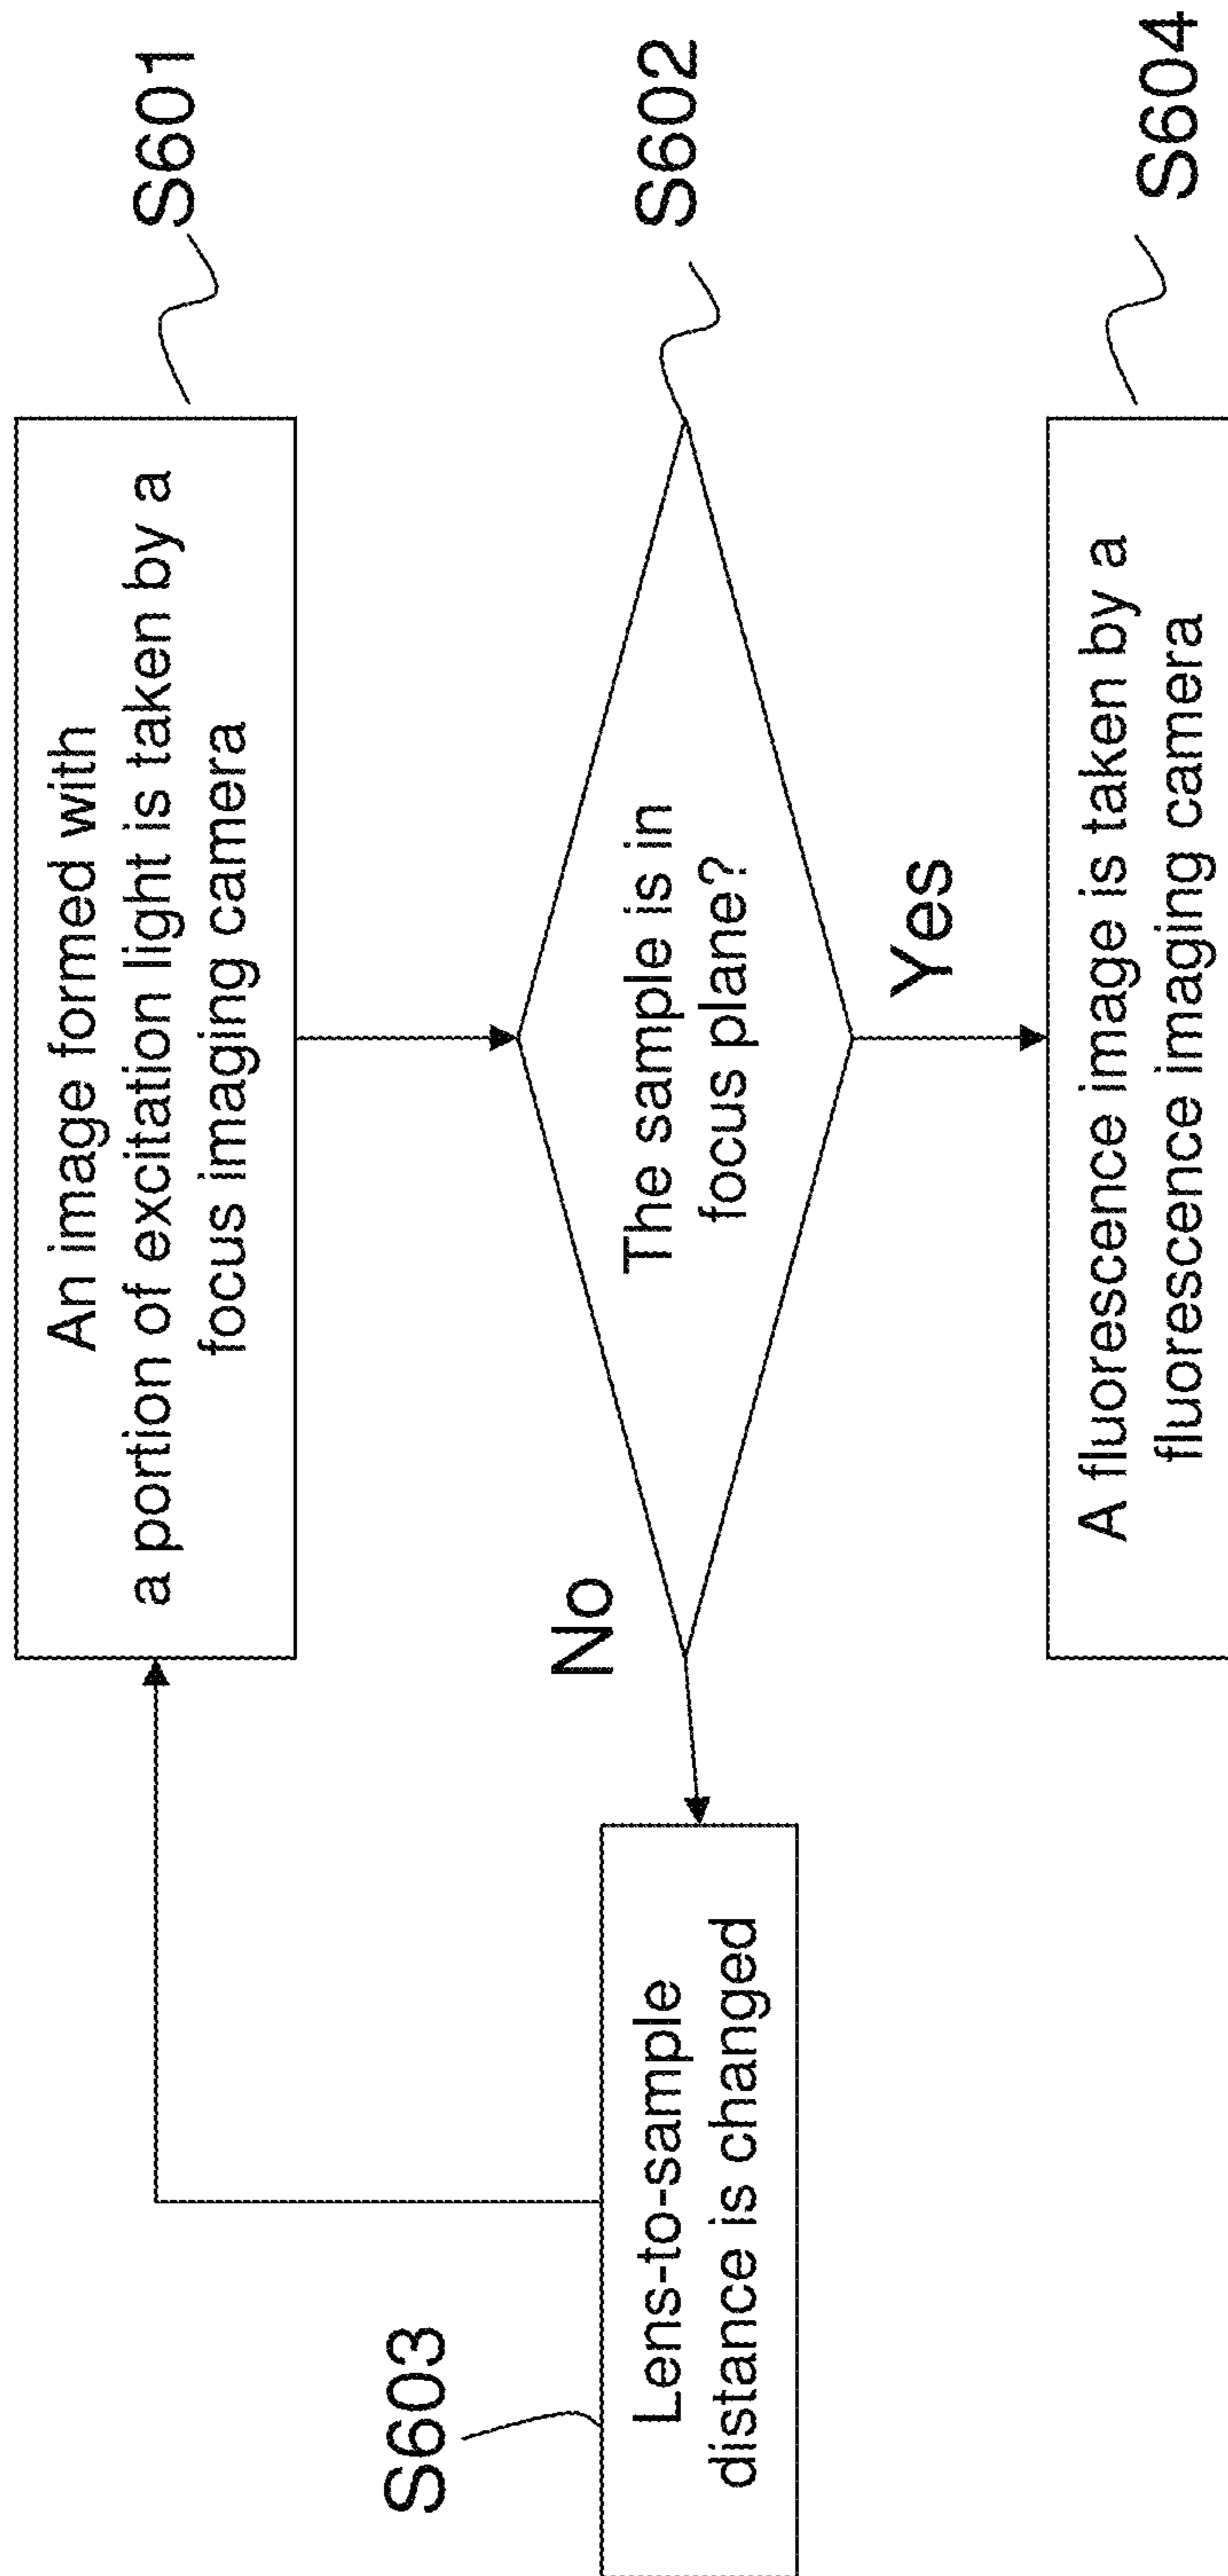 An image formed with
a portion of excitation light is taken by a
focus imaging camera
S601
The sample is in
focus plane?
S602
No
Yes
S603
Lens-to-sample
distance is changed
A fluorescence image is taken by a
fluorescence imaging camera
S604